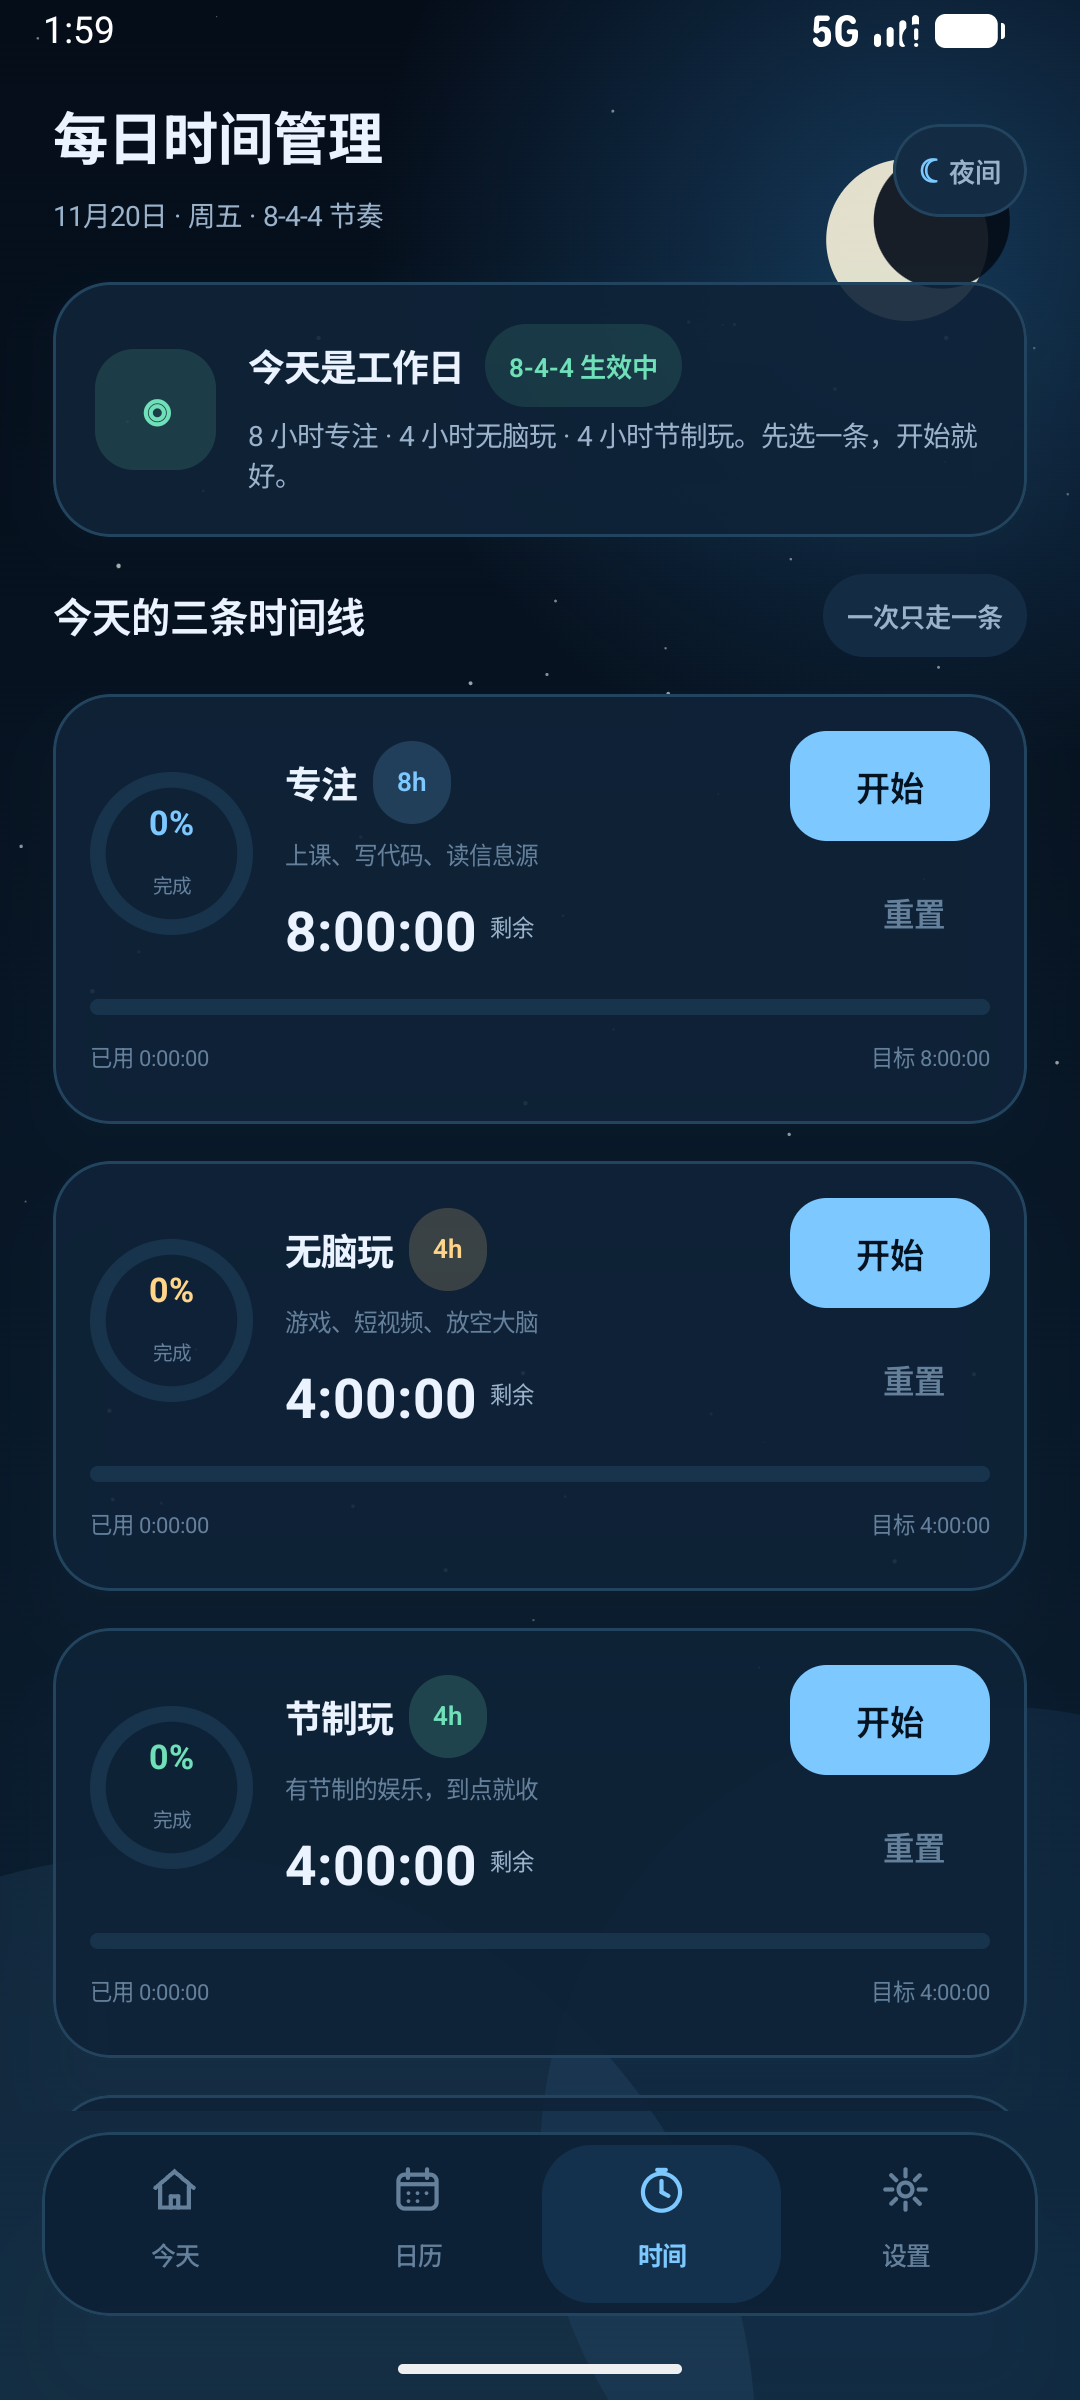 1:59
5G
每日时间管理
夜间
11月20日 · 周五 · 8-4-4 节奏
今天是工作日
8-4-4 生效中
8 小时专注 · 4 小时无脑玩 · 4 小时节制玩。先选一条，开始就
好。
今天的三条时间线
一次只走一条
0%
完成
专注
8h
开始
上课、写代码、读信息源
8:00:00 剩余
重置
已用 0:00:00
目标 8:00:00
0%
完成
无脑玩
4h
开始
游戏、短视频、放空大脑
4:00:00 剩余
重置
已用 0:00:00
目标 4:00:00
0%
完成
节制玩
4h
开始
有节制的娱乐，到点就收
4:00:00 剩余
重置
已用 0:00:00
目标 4:00:00
今天
日历
时间
设置